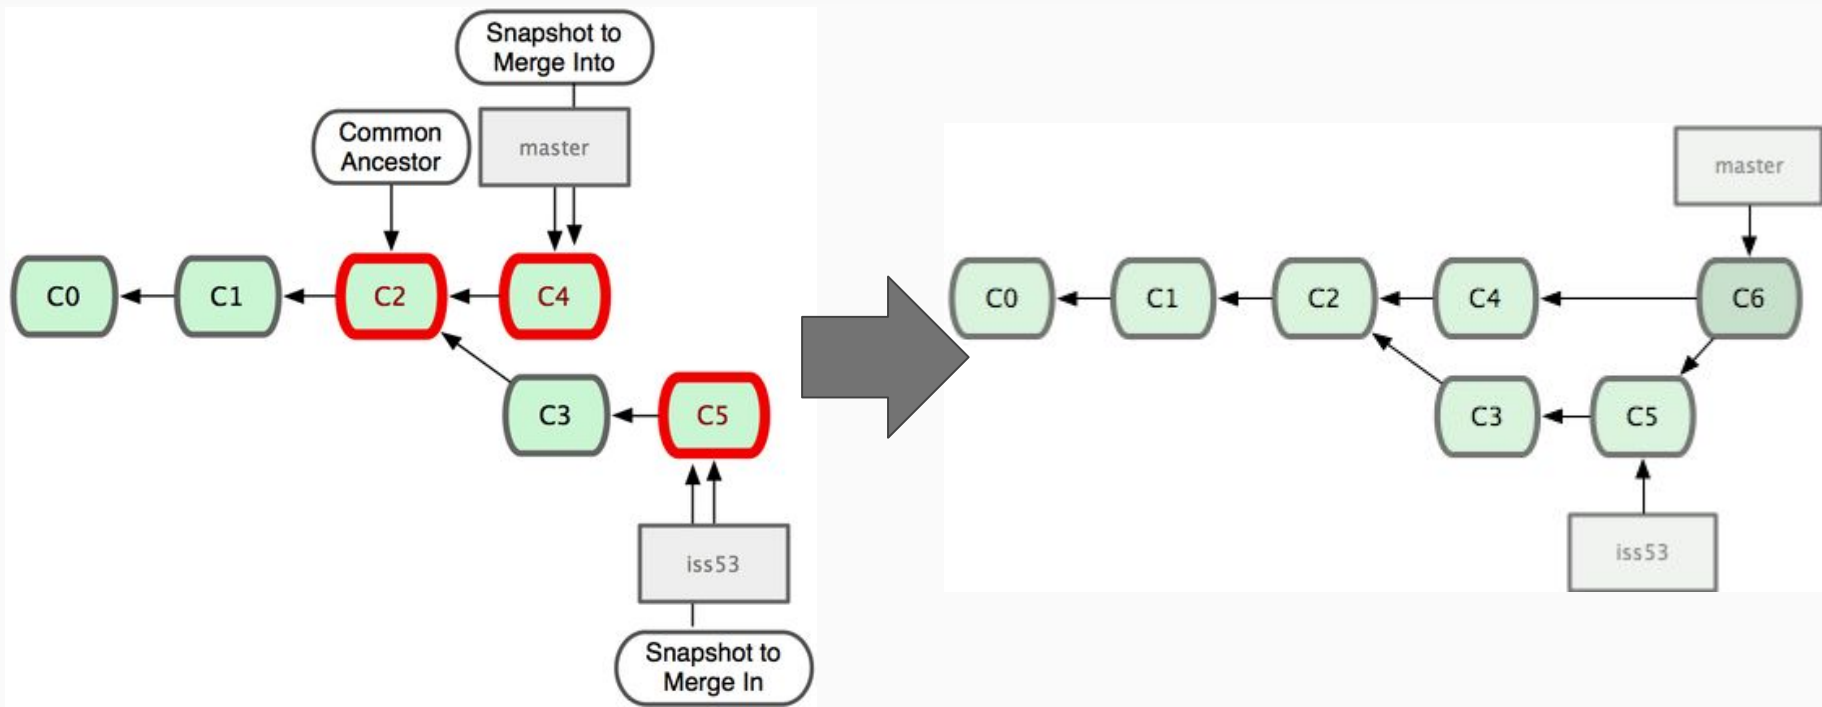 Snapshot to
Merge Into
Common
Ancestor
master
C0
C1
C2
C4
C3
C5
iss53
Snapshot to
Merge In
master
C0
C1
C2
C4
C6
C3
C5
iss53